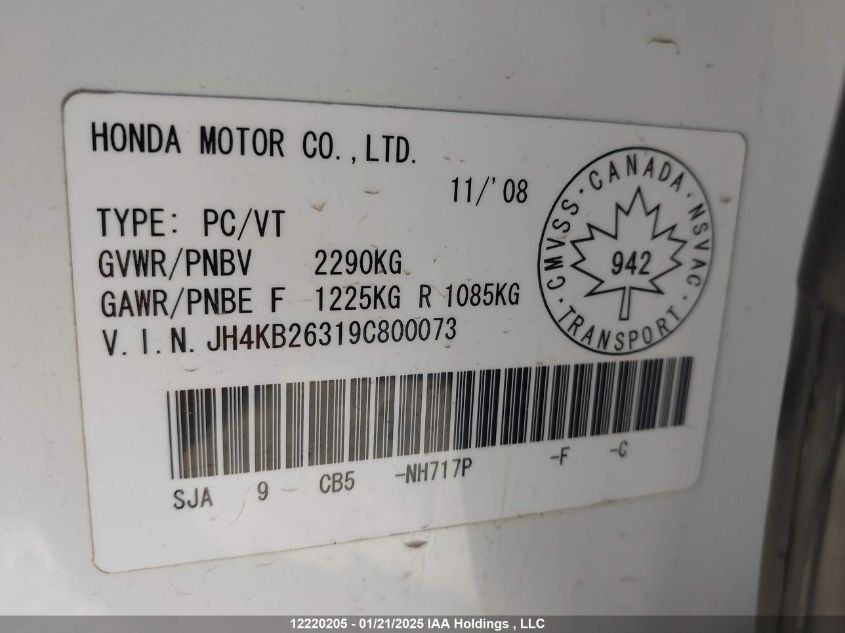 HONDA MOTOR CO.,LTD.
11/'08
TYPE: PC/VT
GVWR/PNBV 2290KG
GAWR/PNBE F 1225KG R 1085KG
V.I.N. JH4KB26319C800073
CMVSS · CANADA · NSVAC · TRANSPORT ·
942
SJA 9 CB5 -NH717P -F -C
12220205 - 01/21/2025 IAA Holdings , LLC